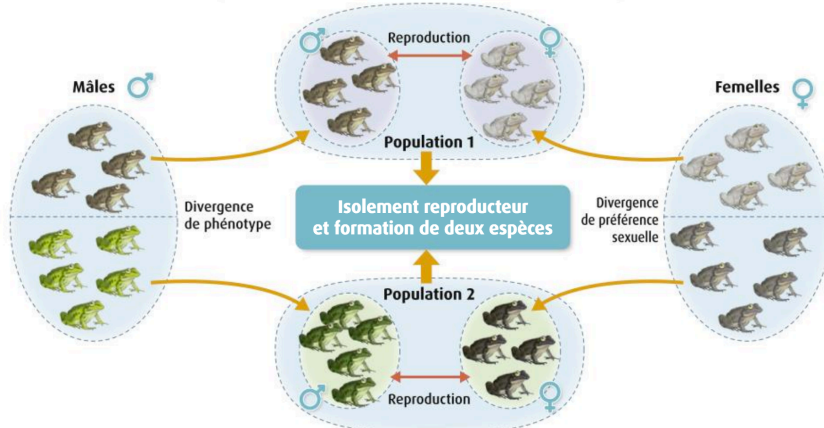 Reproduction
Mâles ♂
Femelles ♀
Population 1
Divergence
de phénotype
Isolement reproducteur
et formation de deux espèces
Divergence
de préférence
sexuelle
Population 2
Reproduction